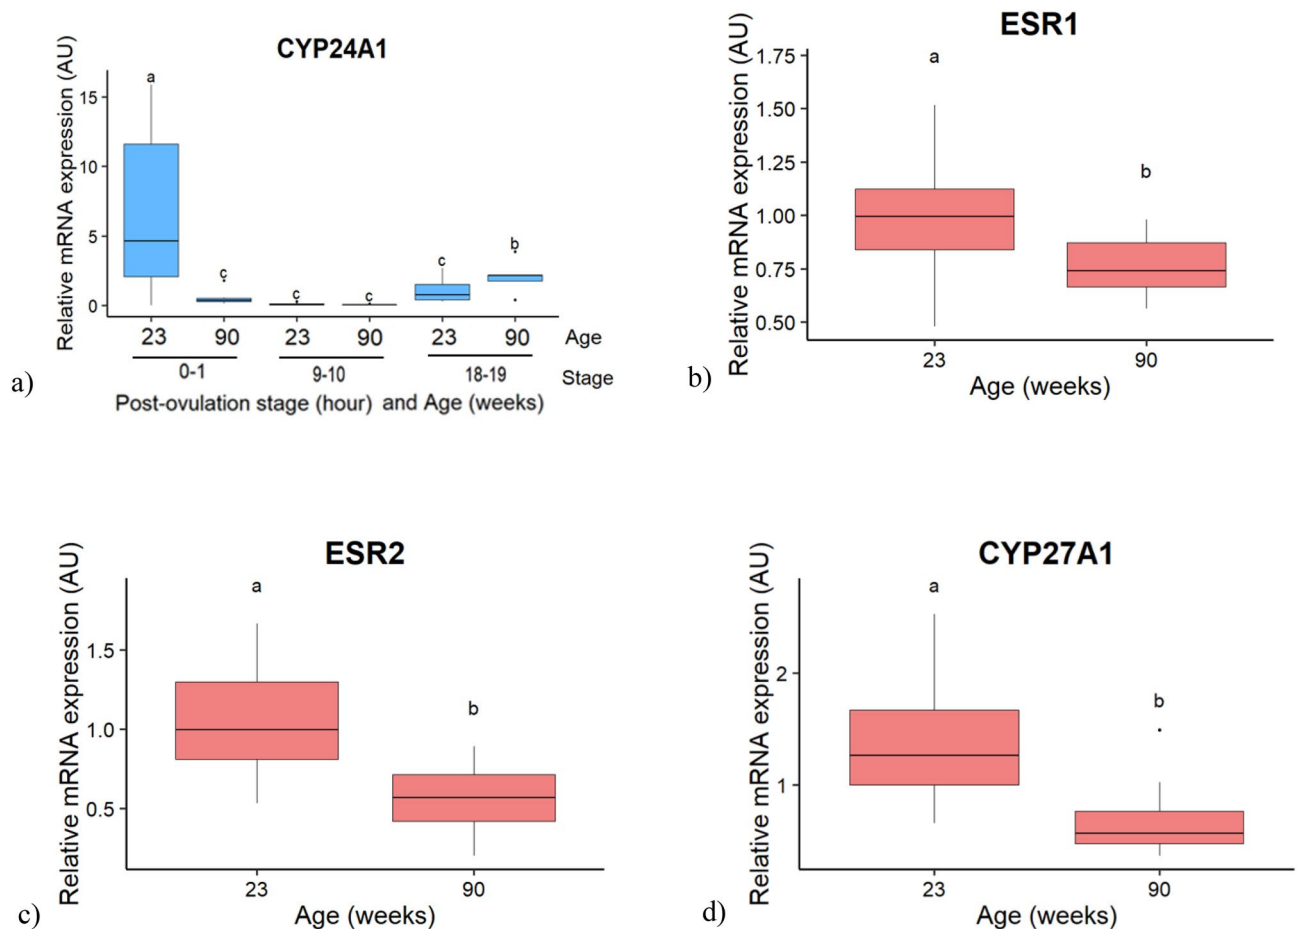 CYP24A1
Relative mRNA expression (AU)
15
10
5
0
a
c
c
c
c
b
23 90 23 90 23 90 Age
0-1 9-10 18-19 Stage
Post-ovulation stage (hour) and Age (weeks)
a)
ESR1
Relative mRNA expression (AU)
1.75
1.50
1.25
1.00
0.75
0.50
a
b
23 90
Age (weeks)
b)
ESR2
Relative mRNA expression (AU)
1.5
1.0
0.5
a
b
23 90
Age (weeks)
c)
CYP27A1
Relative mRNA expression (AU)
2
1
a
b
23 90
Age (weeks)
d)